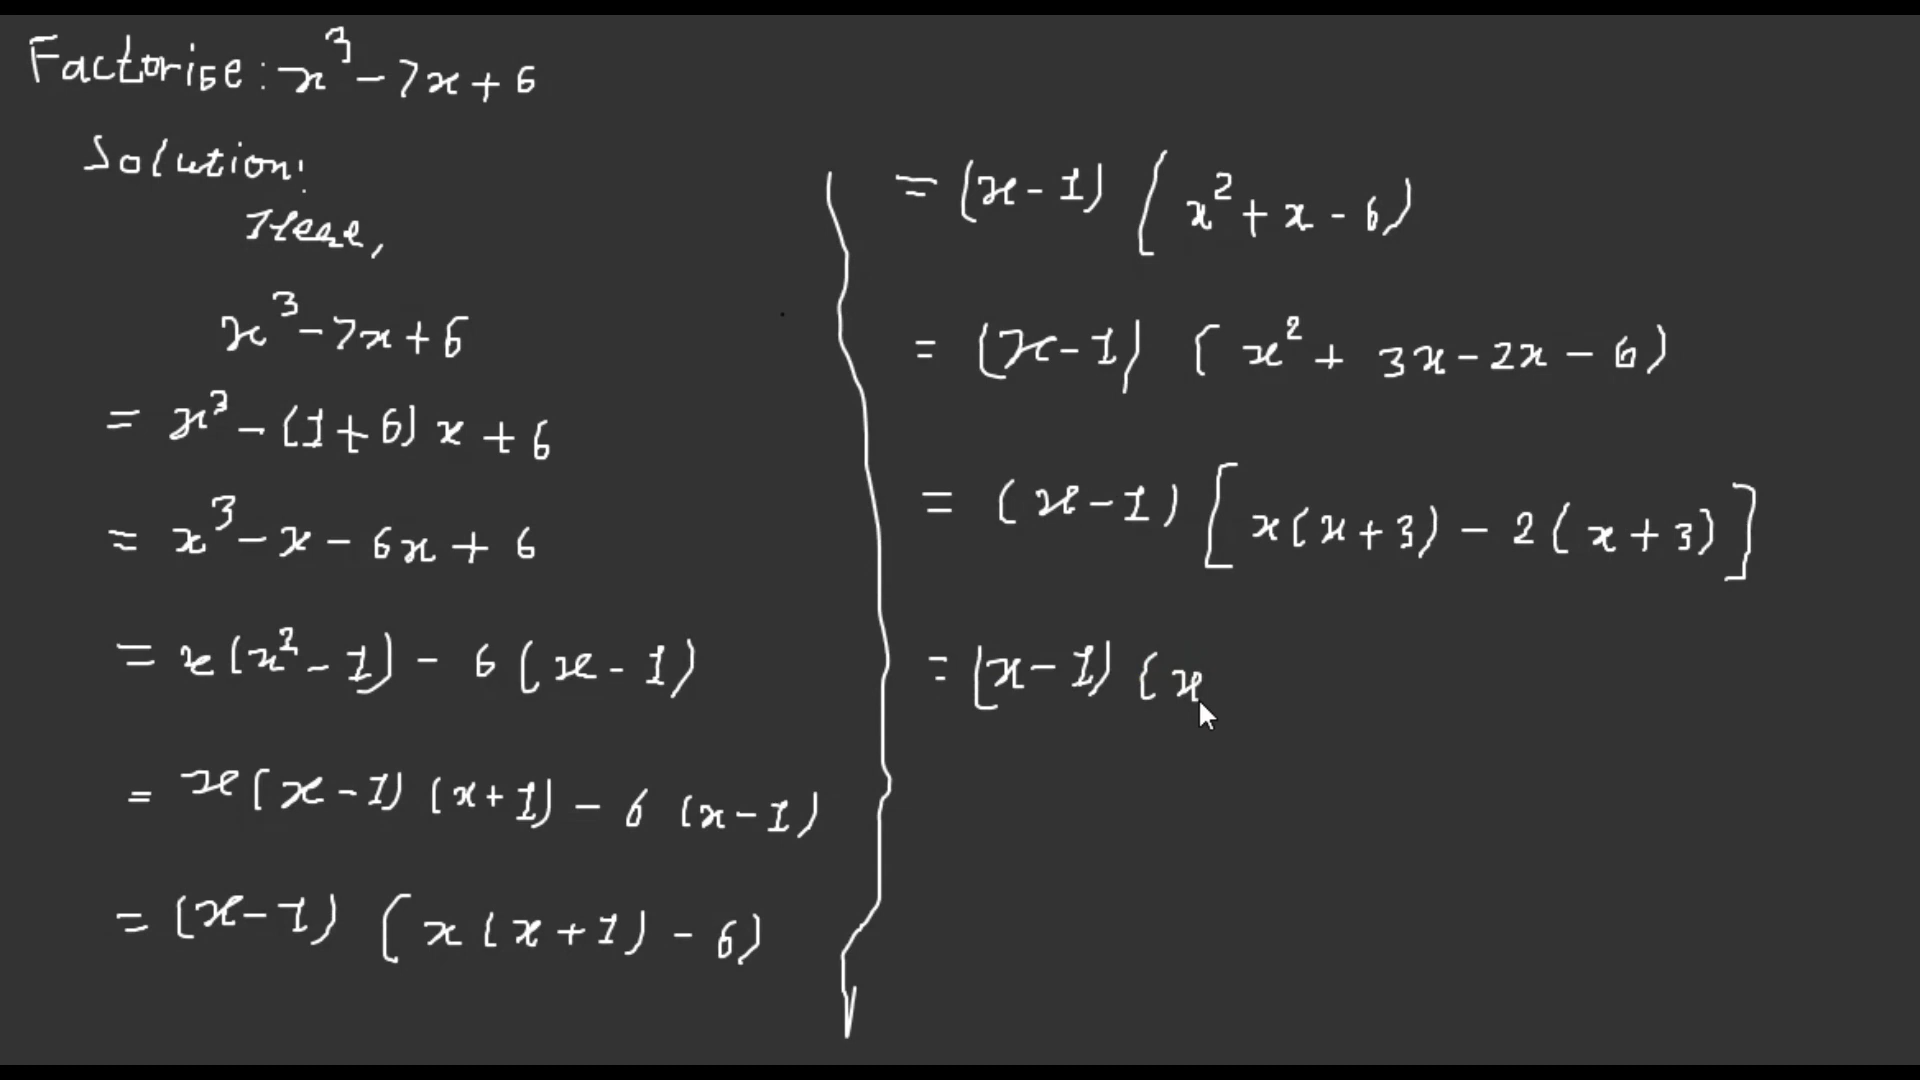 Factorise: x³ - 7x + 6
Solution:
Here,
x³ - 7x + 6
= x³ - (1 + 6) x + 6
= x³ - x - 6x + 6
= x(x² - 1) - 6(x - 1)
= x(x - 1) (x + 1) - 6 (x - 1)
= (x - 1) (x(x + 1) - 6)
= (x - 1) (x² + x - 6)
= (x - 1) (x² + 3x - 2x - 6)
= (x - 1) [x(x + 3) - 2(x + 3)]
= (x - 1) (x